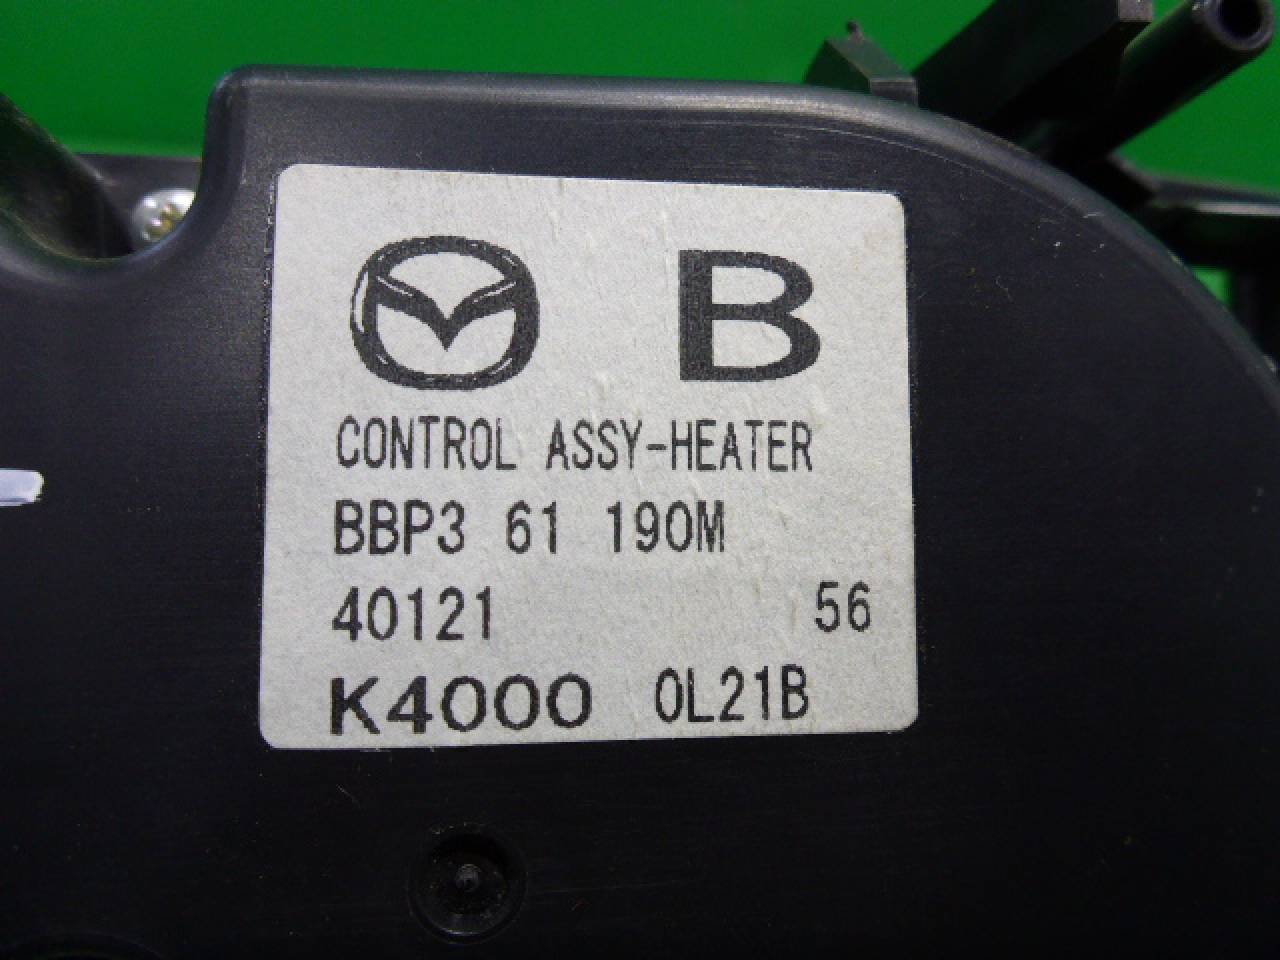 B
CONTROL ASSY-HEATER
BBP3 61 190M
40121 56
K4000 0L21B